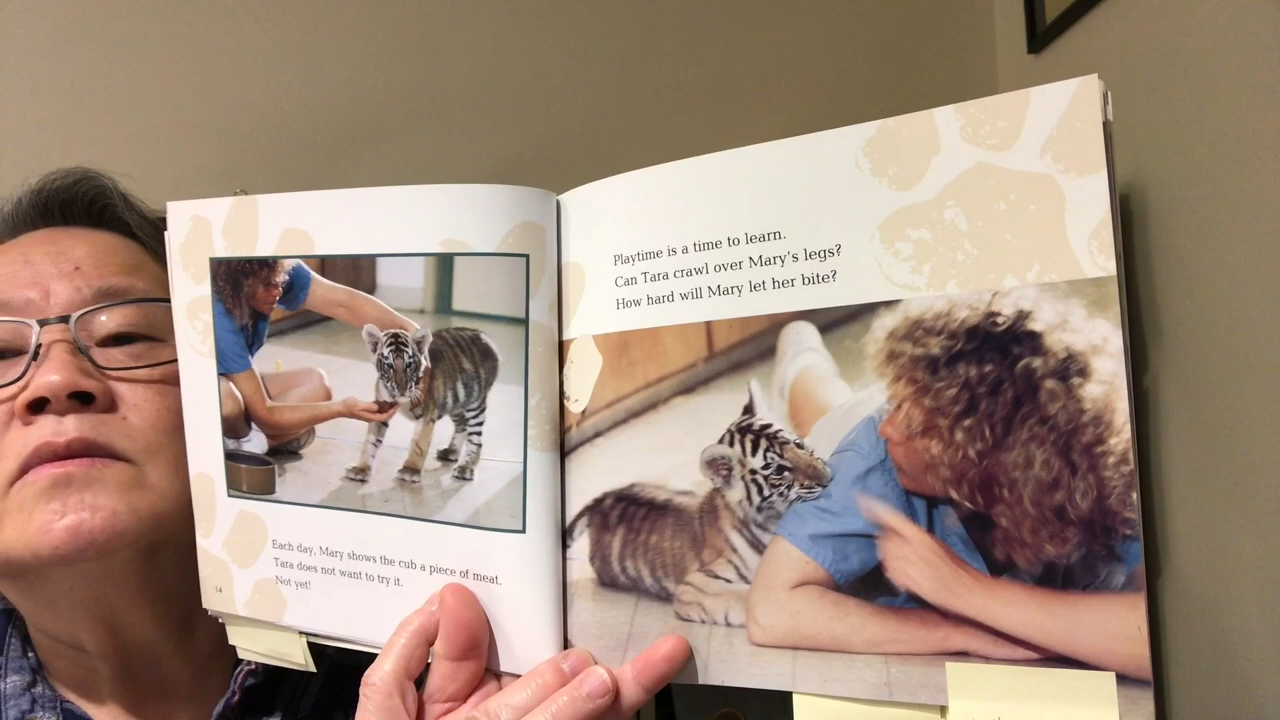 Each day, Mary shows the cub a piece of meat.
Tara does not want to try it.
Not yet!
14
Playtime is a time to learn.
Can Tara crawl over Mary's legs?
How hard will Mary let her bite?